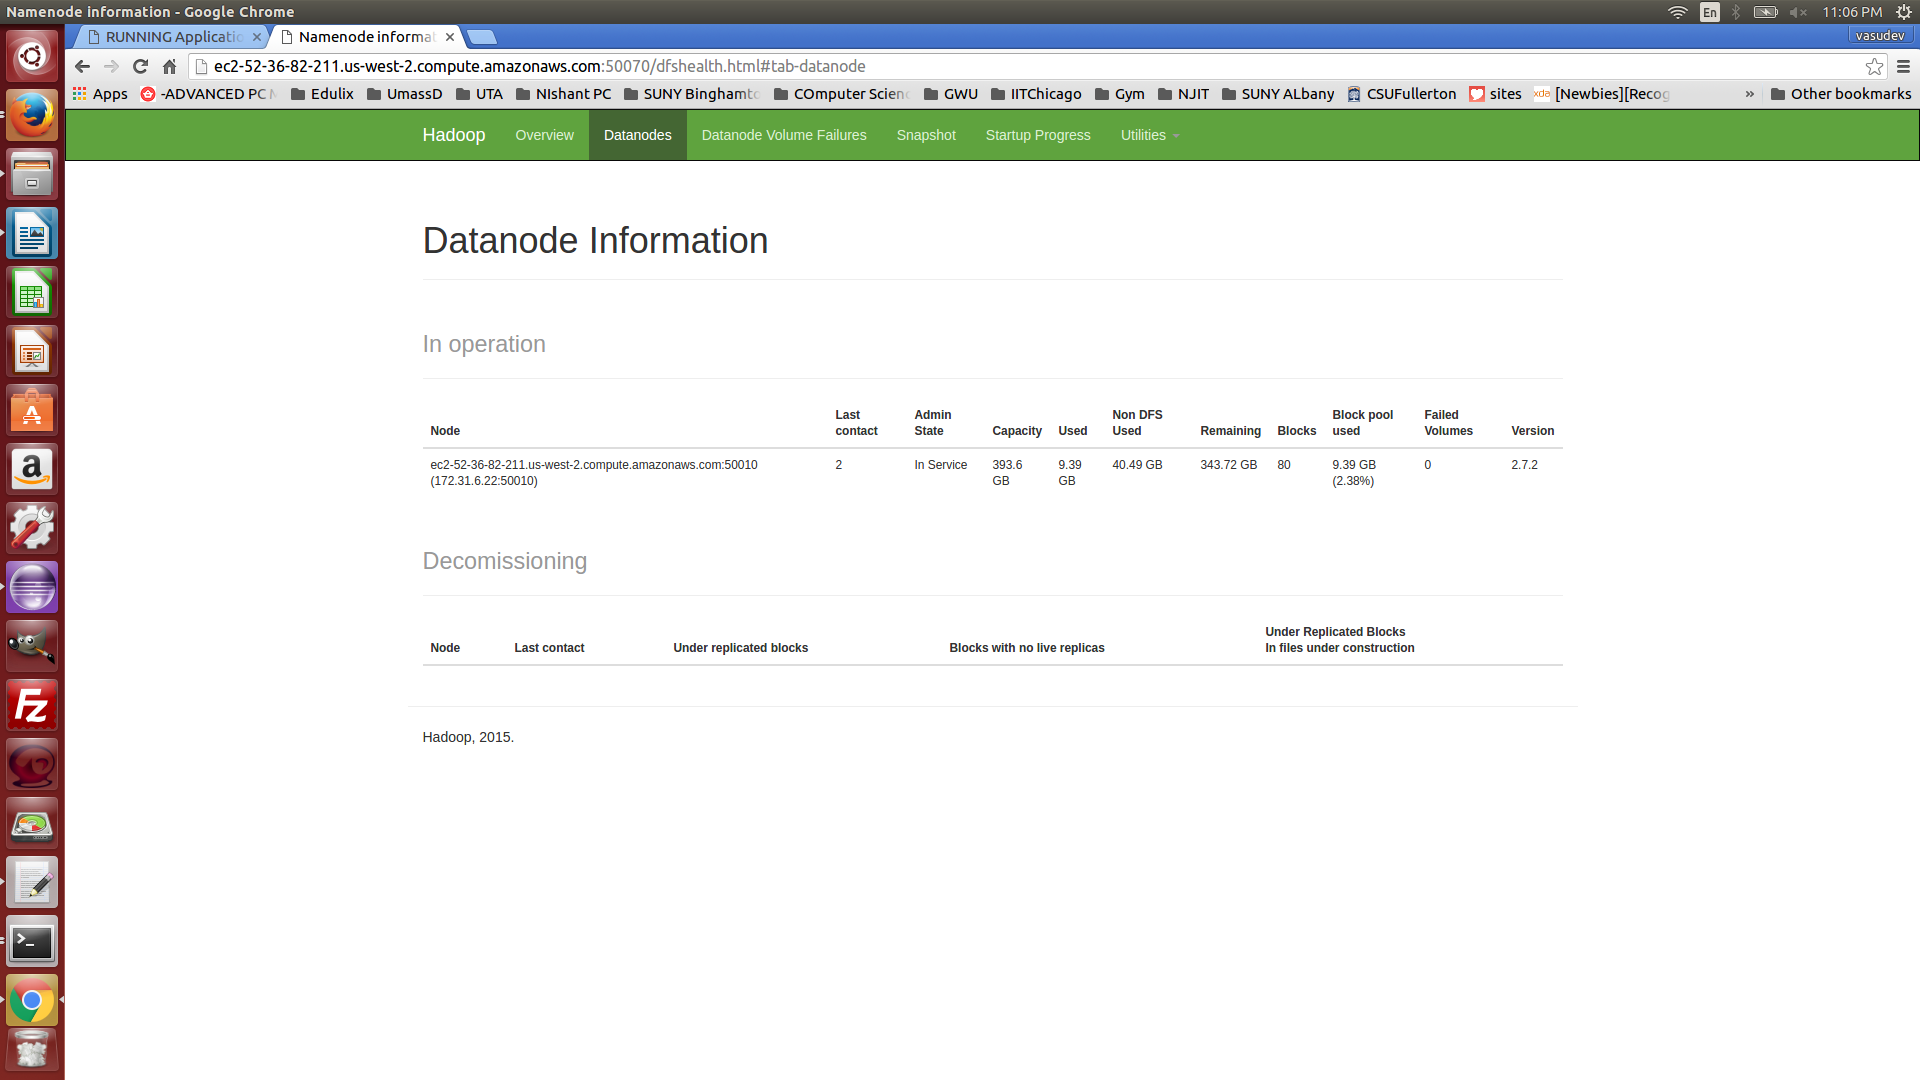 Namenode information - Google Chrome
En
11:06 PM
RUNNING Applicatio
Namenode informat
vasudev
ec2-52-36-82-211.us-west-2.compute.amazonaws.com:50070/dfshealth.html#tab-datanode
Apps
-ADVANCED PC
Edulix
UmassD
UTA
NIshant PC
SUNY Binghamto
COmputer Scienc
GWU
IITChicago
Gym
NJIT
SUNY ALbany
CSUFullerton
sites
xda
[Newbies][Recog
»
Other bookmarks
Hadoop
Overview
Datanodes
Datanode Volume Failures
Snapshot
Startup Progress
Utilities
Datanode Information
In operation
Node Last contact Admin State Capacity Used Non DFS Used Remaining Blocks Block pool used Failed Volumes Version
ec2-52-36-82-211.us-west-2.compute.amazonaws.com:50010 (172.31.6.22:50010) 2 In Service 393.6 GB 9.39 GB 40.49 GB 343.72 GB 80 9.39 GB (2.38%) 0 2.7.2
Decomissioning
Node Last contact Under replicated blocks Blocks with no live replicas Under Replicated Blocks In files under construction
Hadoop, 2015.